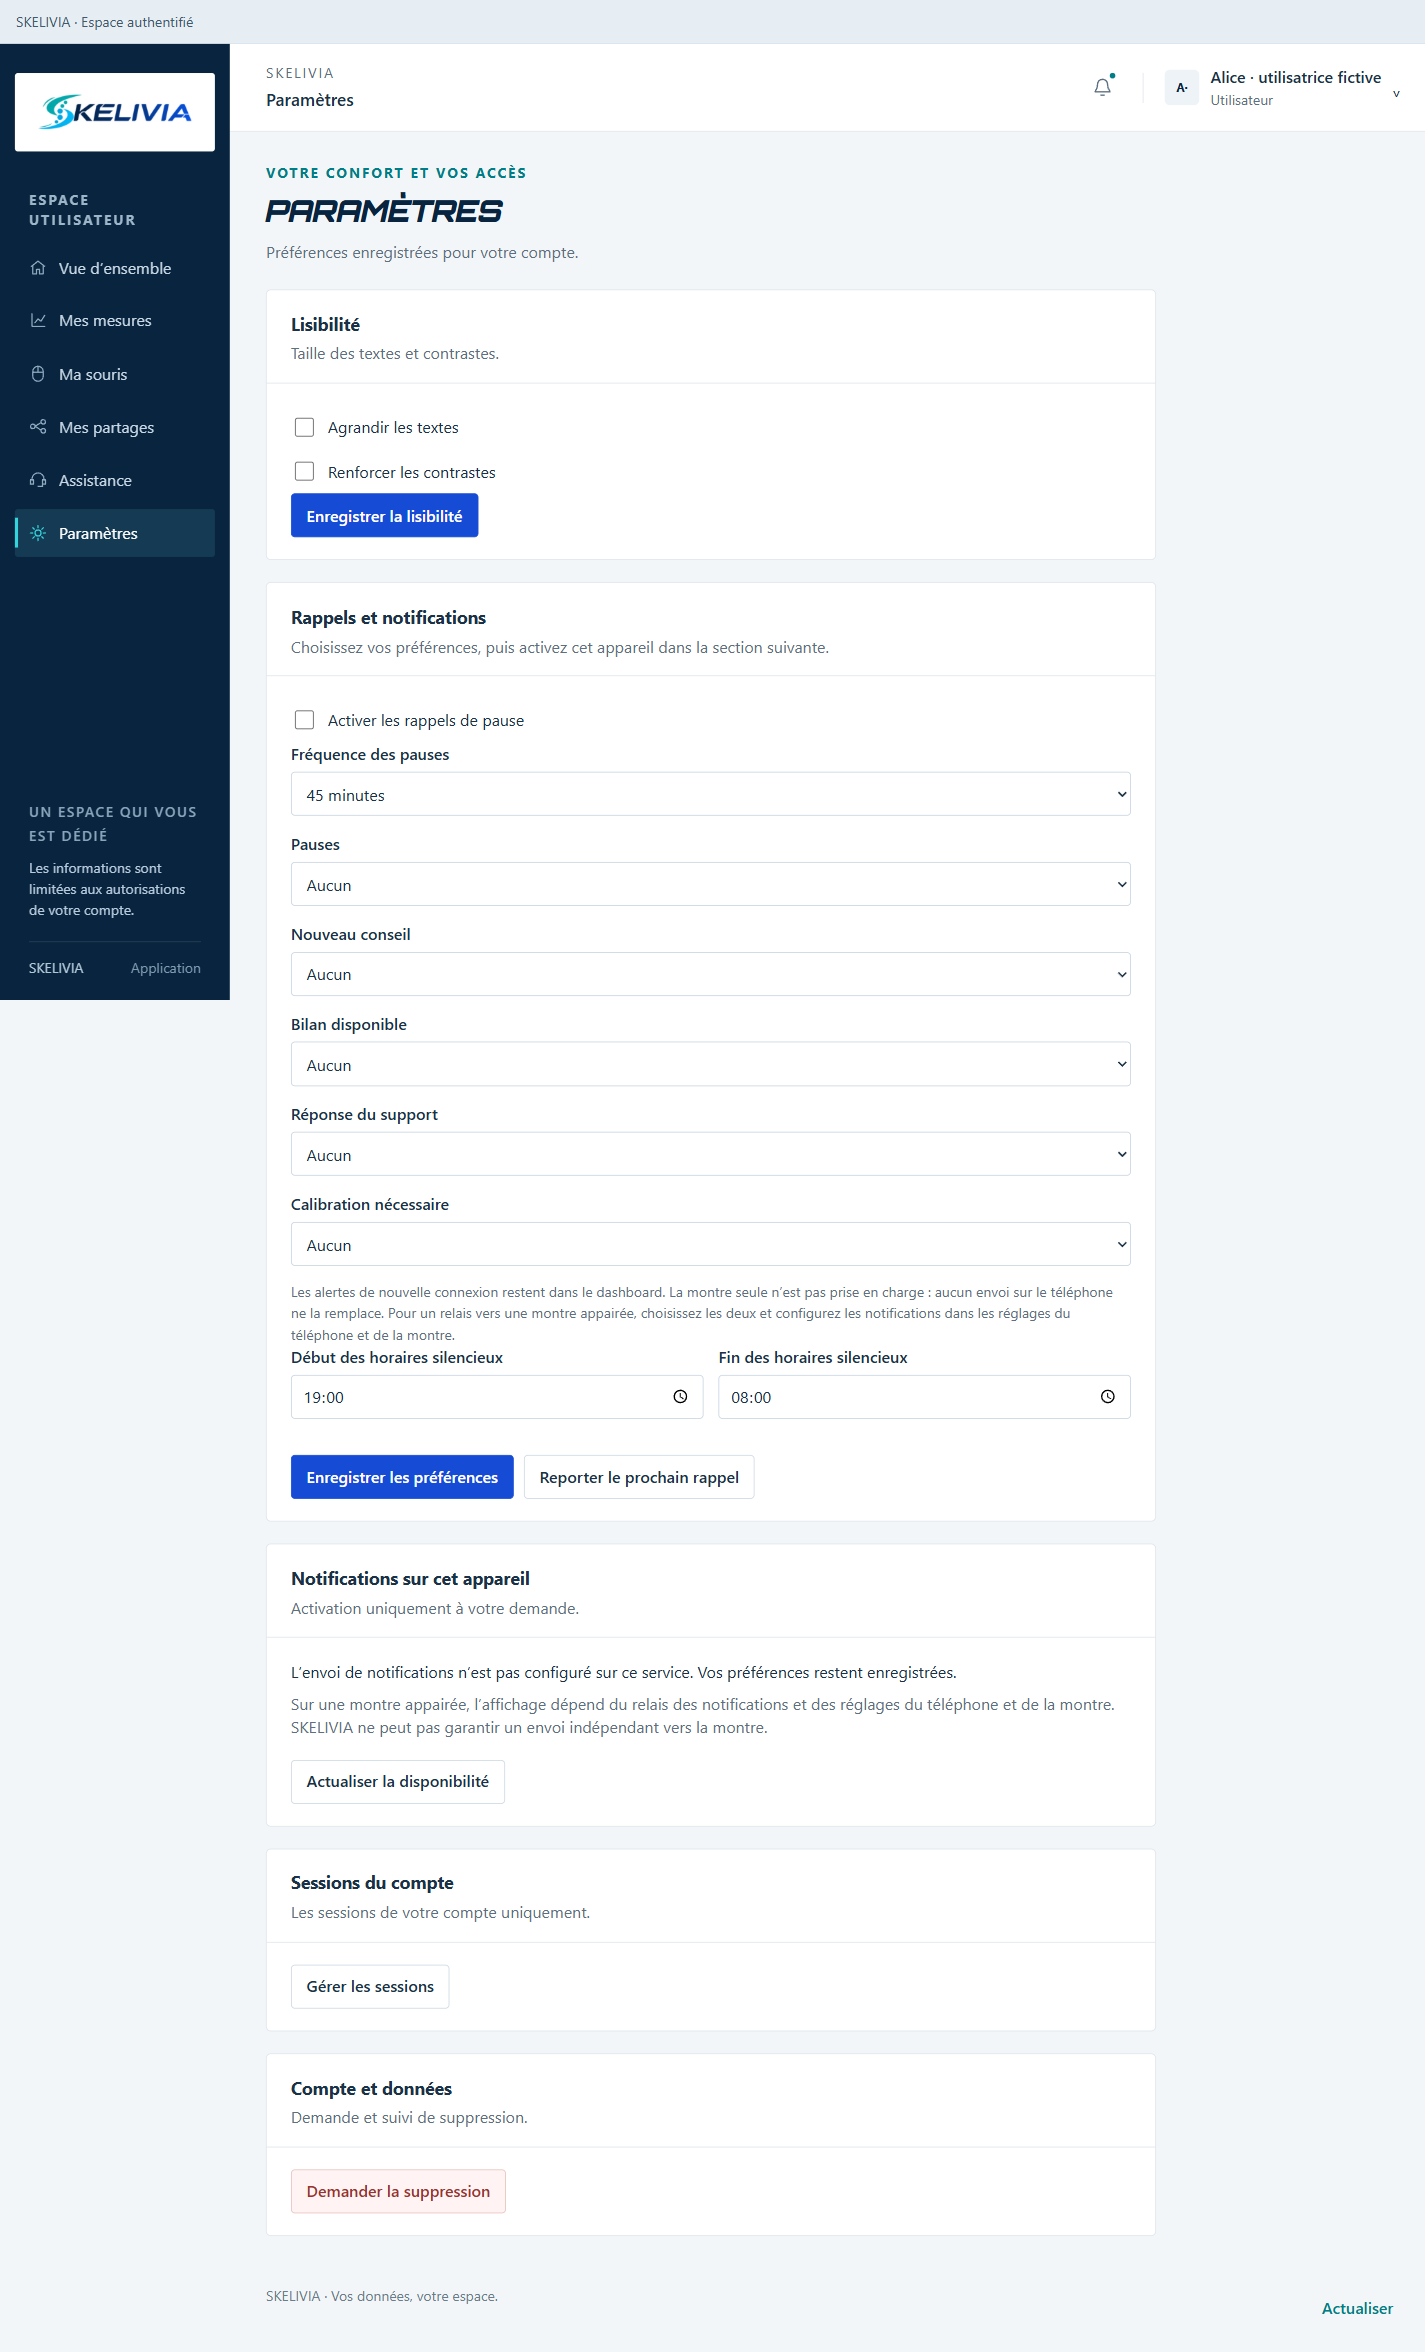 SKELIVIA · Espace authentifié
SKELIVIA
ESPACE
UTILISATEUR
Vue d’ensemble
Mes mesures
Ma souris
Mes partages
Assistance
Paramètres
UN ESPACE QUI VOUS
EST DÉDIÉ
Les informations sont
limitées aux autorisations
de votre compte.
SKELIVIA Application
SKELIVIA
Paramètres
A·
Alice · utilisatrice fictive
Utilisateur
v
VOTRE CONFORT ET VOS ACCÈS
PARAMÈTRES
Préférences enregistrées pour votre compte.
Lisibilité
Taille des textes et contrastes.
Agrandir les textes
Renforcer les contrastes
Enregistrer la lisibilité
Rappels et notifications
Choisissez vos préférences, puis activez cet appareil dans la section suivante.
Activer les rappels de pause
Fréquence des pauses
45 minutes
Pauses
Aucun
Nouveau conseil
Aucun
Bilan disponible
Aucun
Réponse du support
Aucun
Calibration nécessaire
Aucun
Les alertes de nouvelle connexion restent dans le dashboard. La montre seule n’est pas prise en charge : aucun envoi sur le téléphone
ne la remplace. Pour un relais vers une montre appairée, choisissez les deux et configurez les notifications dans les réglages du
téléphone et de la montre.
Début des horaires silencieux Fin des horaires silencieux
19:00 08:00
Enregistrer les préférences Reporter le prochain rappel
Notifications sur cet appareil
Activation uniquement à votre demande.
L’envoi de notifications n’est pas configuré sur ce service. Vos préférences restent enregistrées.
Sur une montre appairée, l’affichage dépend du relais des notifications et des réglages du téléphone et de la montre.
SKELIVIA ne peut pas garantir un envoi indépendant vers la montre.
Actualiser la disponibilité
Sessions du compte
Les sessions de votre compte uniquement.
Gérer les sessions
Compte et données
Demande et suivi de suppression.
Demander la suppression
SKELIVIA · Vos données, votre espace.
Actualiser